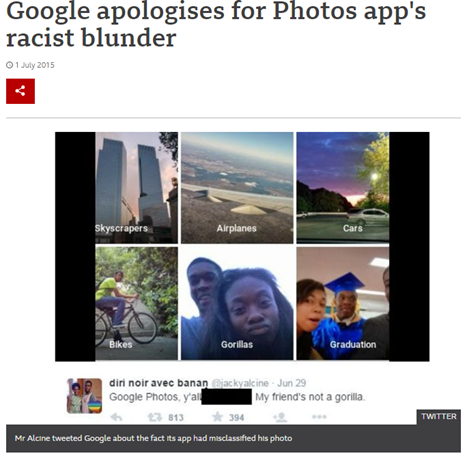 Google apologises for Photos app's
racist blunder
1 July 2015
Skyscrapers
Airplanes
Cars
Bikes
Gorillas
Graduation
diri noir avec banan @jackyalcine · Jun 29
Google Photos, y'all My friend's not a gorilla.
813 394
TWITTER
Mr Alcine tweeted Google about the fact its app had misclassified his photo